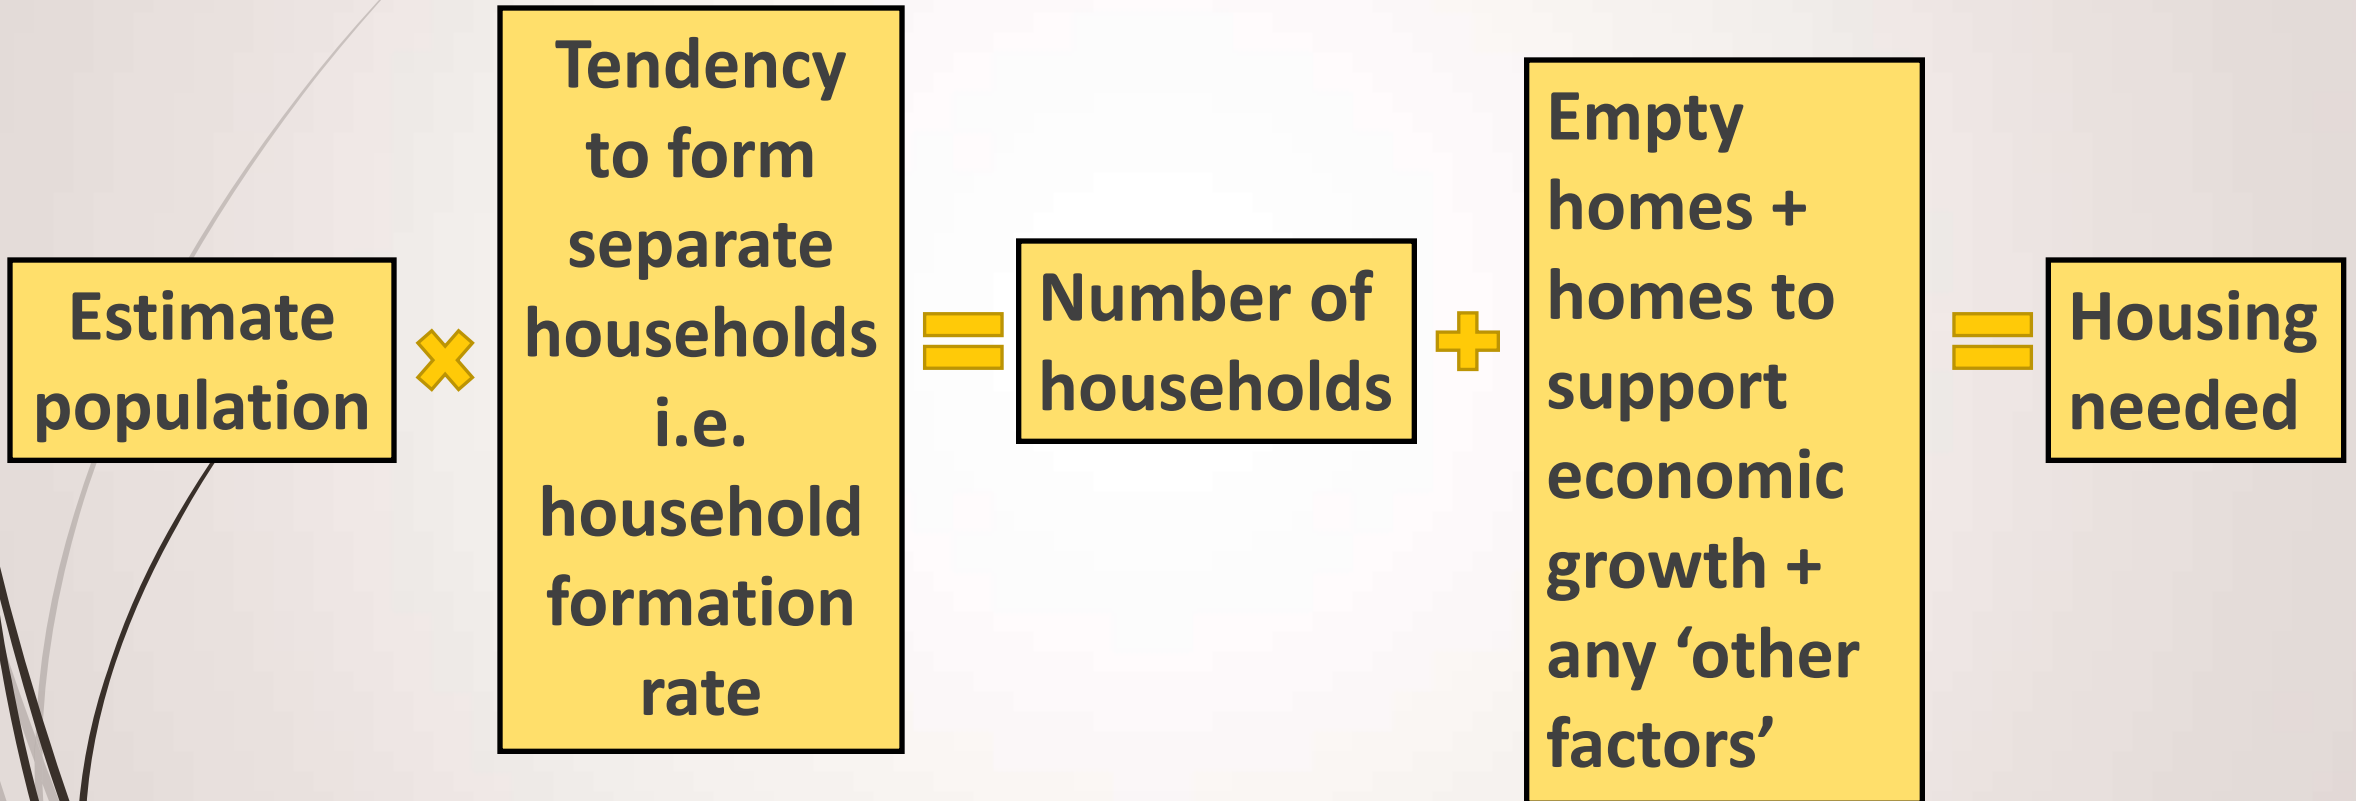 Estimate
population
Tendency
to form
separate
households
i.e.
household
formation
rate
Number of
households
Empty
homes +
homes to
support
economic
growth +
any ‘other
factors’
Housing
needed